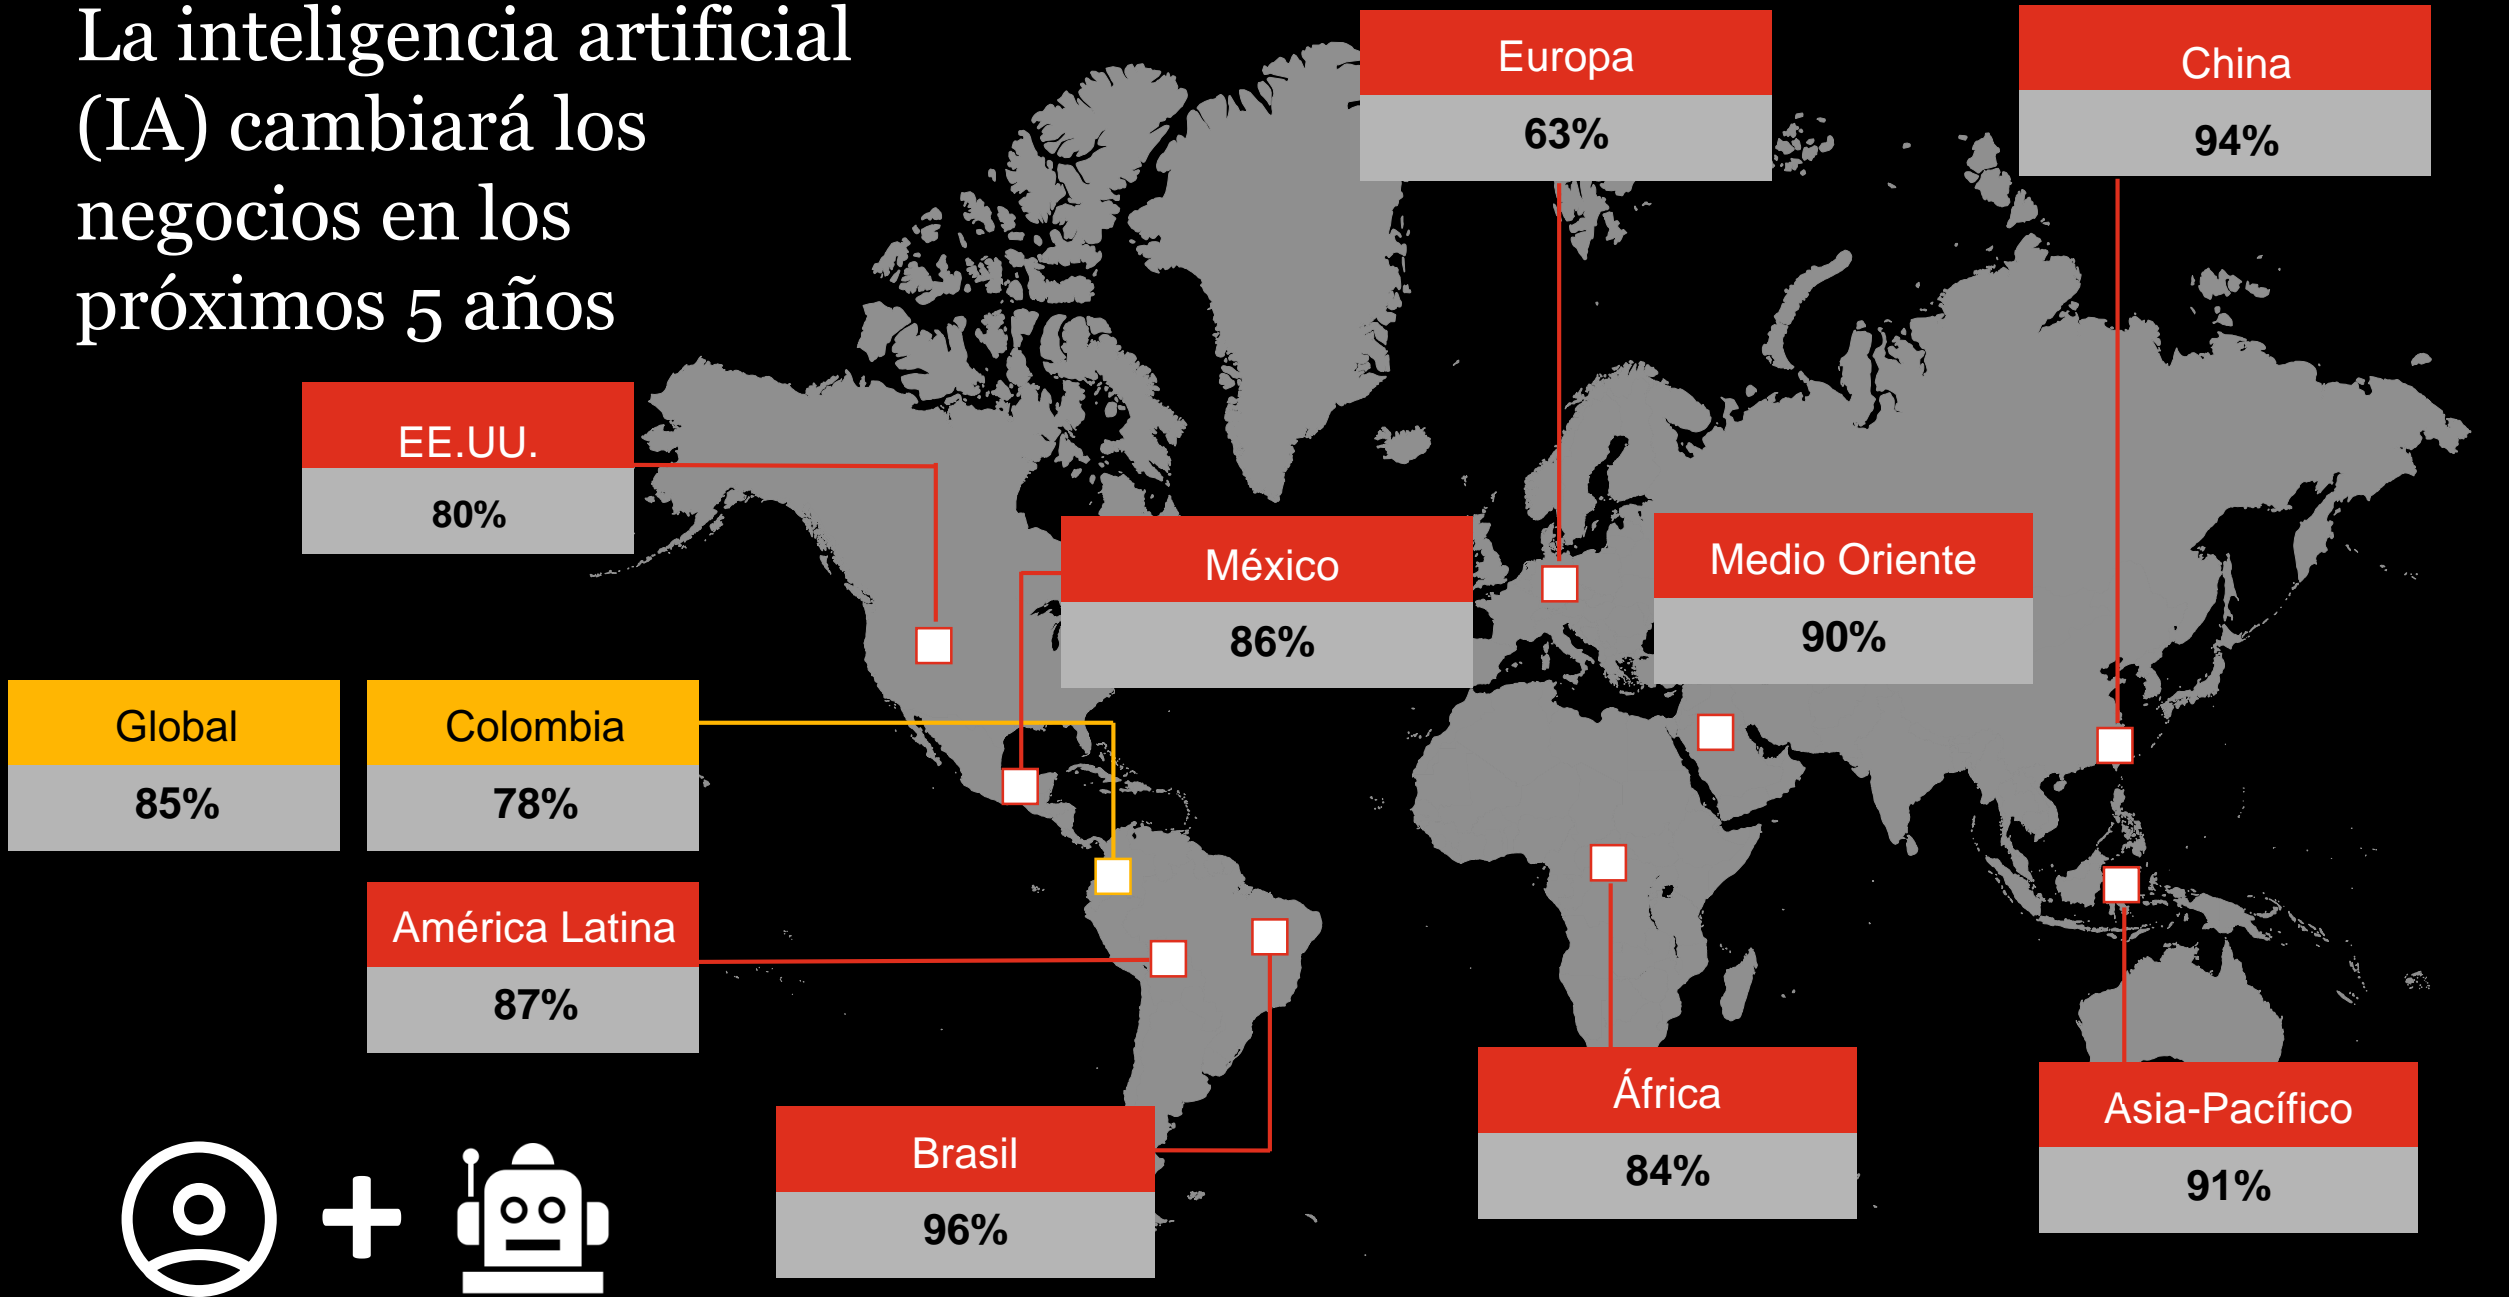 La inteligencia artificial
(IA) cambiará los
negocios en los
próximos 5 años
Europa
63%
China
94%
EE.UU.
80%
México
86%
Medio Oriente
90%
Global
85%
Colombia
78%
América Latina
87%
Brasil
96%
África
84%
Asia-Pacífico
91%